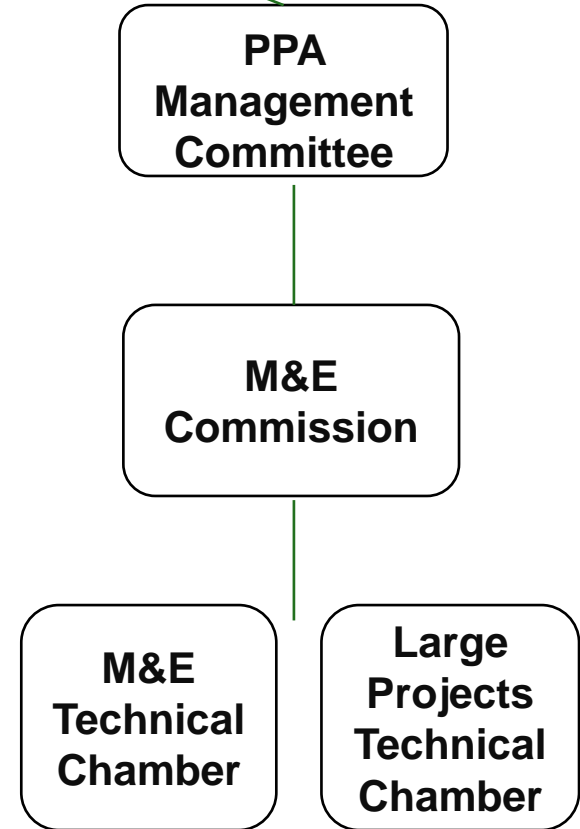 PPA
Management
Committee
M&E
Commission
M&E
Technical
Chamber
Large
Projects
Technical
Chamber